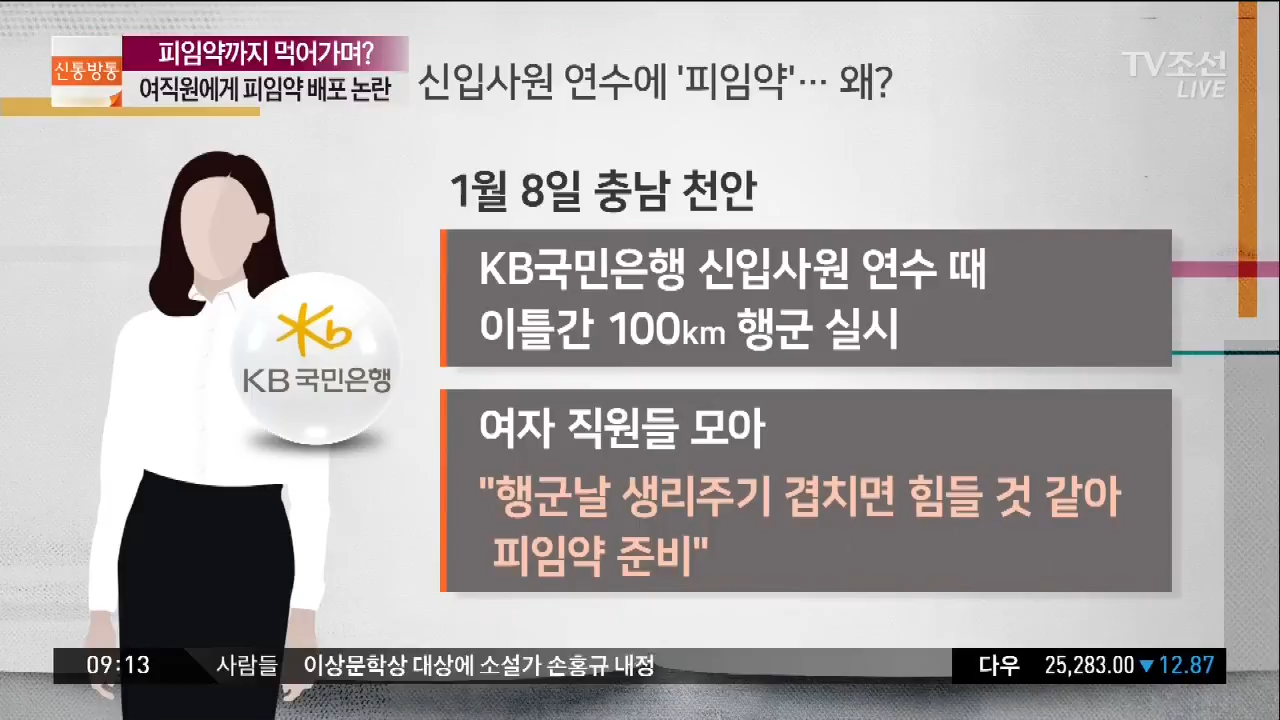 신통방통
피임약까지 먹어가며?
여직원에게 피임약 배포 논란
신입사원 연수에 '피임약'… 왜?
TV조선
LIVE
1월 8일 충남 천안
KB국민은행 신입사원 연수 때
이틀간 100km 행군 실시
Kb
KB 국민은행
여자 직원들 모아
"행군날 생리주기 겹치면 힘들 것 같아
피임약 준비"
09:13 사람들 이상문학상 대상에 소설가 손홍규 내정 다우 25,283.00 ▼ 12.87